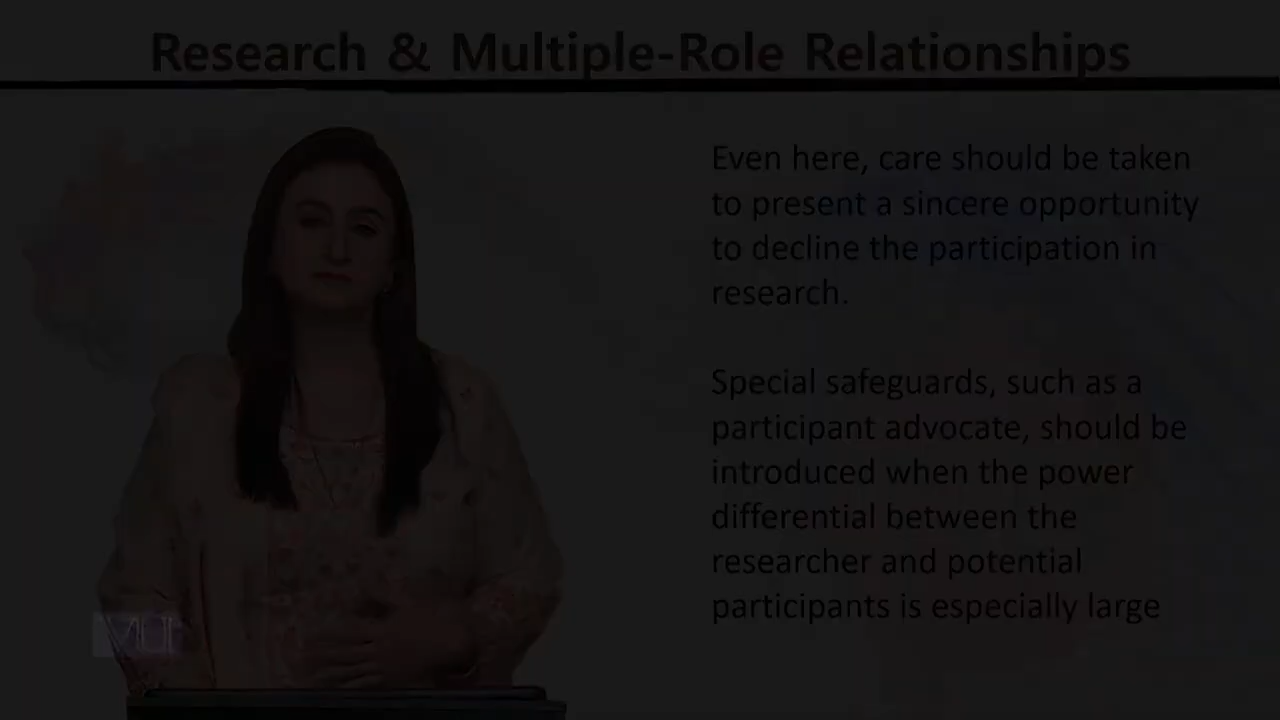 Research & Multiple-Role Relationships
Even here, care should be taken
to present a sincere opportunity
to decline the participation in
research.
Special safeguards, such as a
participant advocate, should be
introduced when the power
differential between the
researcher and potential
participants is especially large